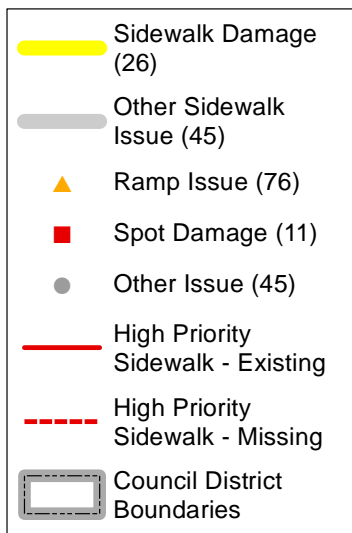 Sidewalk Damage
(26)
Other Sidewalk
Issue (45)
Ramp Issue (76)
Spot Damage (11)
Other Issue (45)
High Priority
Sidewalk - Existing
High Priority
Sidewalk - Missing
Council District
Boundaries